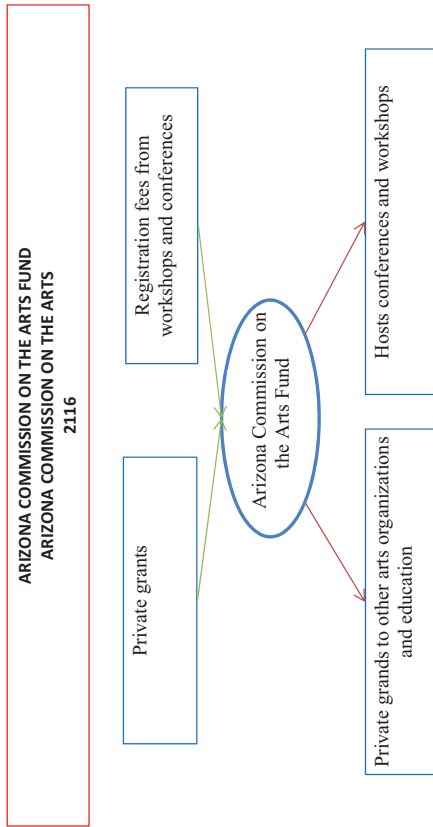 ARIZONA COMMISSION ON THE ARTS FUND
ARIZONA COMMISSION ON THE ARTS
2116
Private grants
Registration fees from
workshops and conferences
Arizona Commission on
the Arts Fund
Private grands to other arts organizations
and education
Hosts conferences and workshops